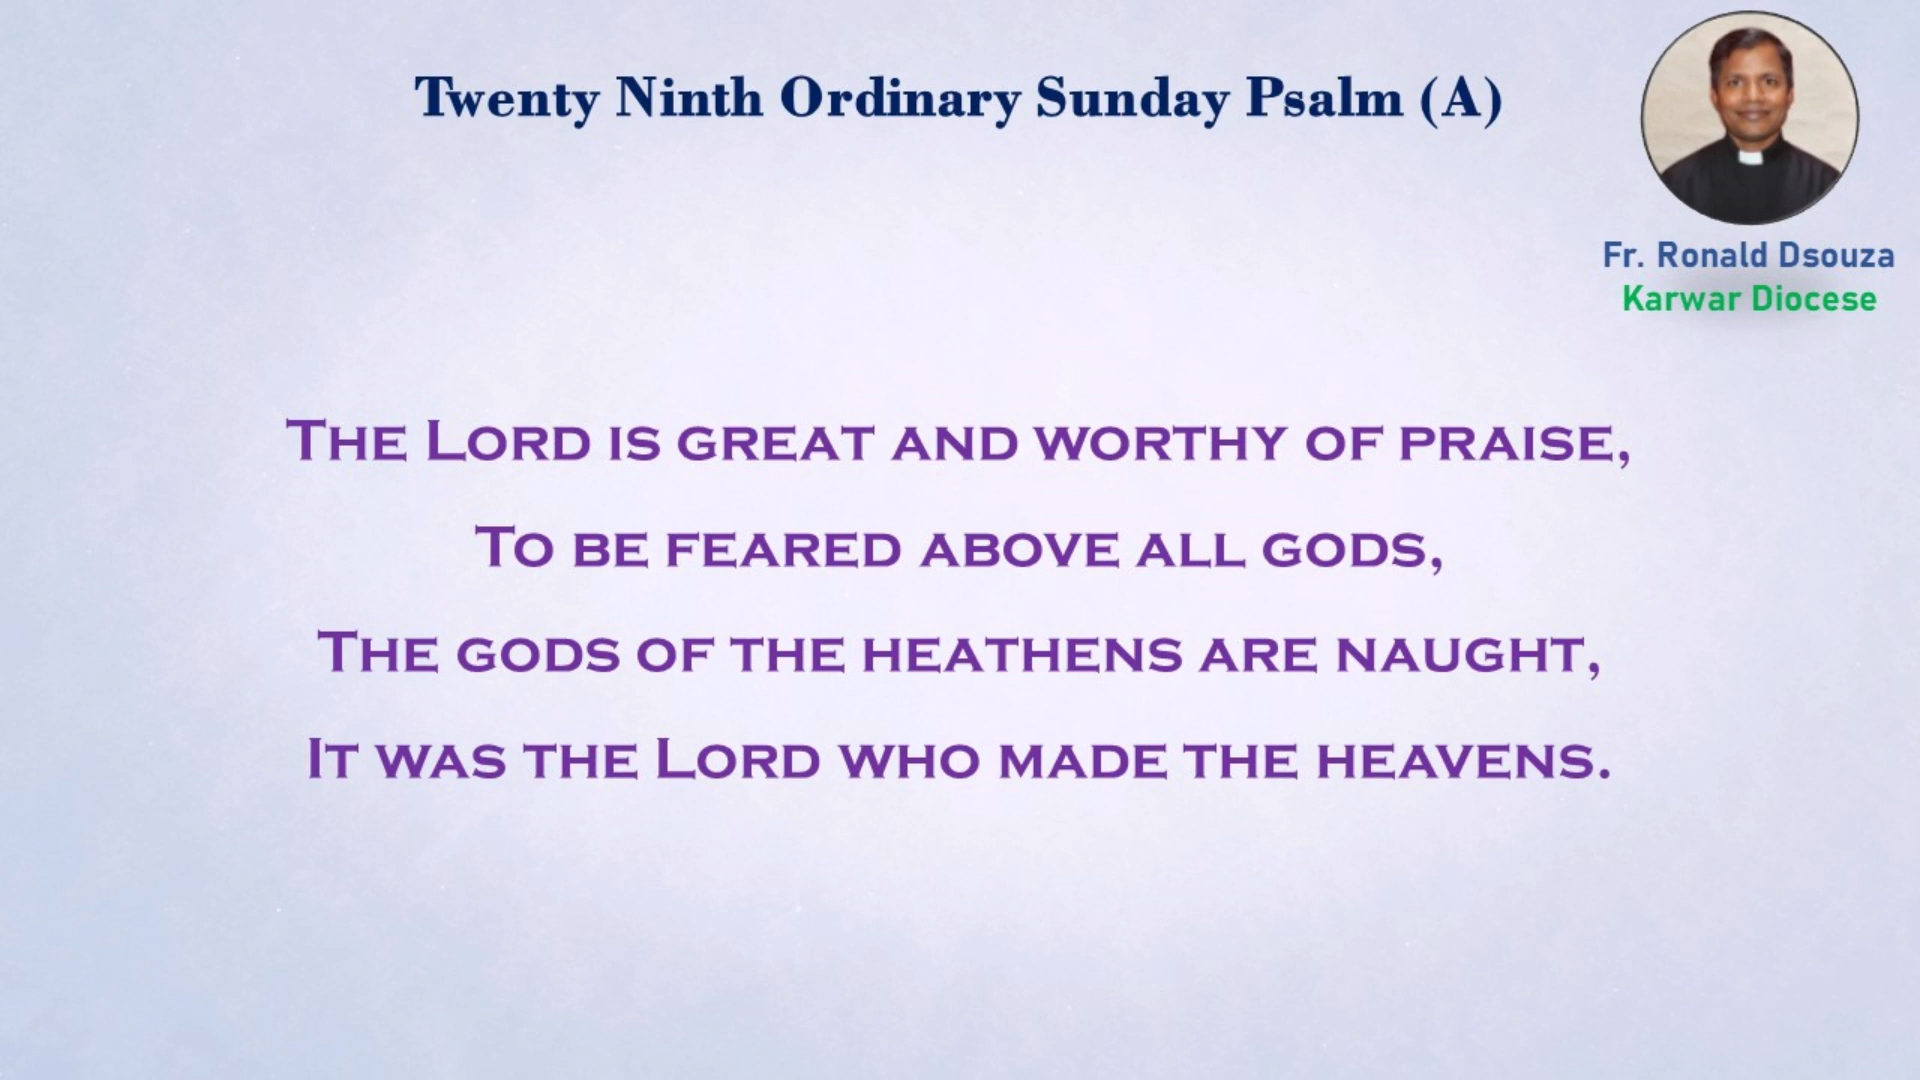 Twenty Ninth Ordinary Sunday Psalm (A)
Fr. Ronald Dsouza
Karwar Diocese
The Lord is great and worthy of praise,
To be feared above all gods,
The gods of the heathens are naught,
It was the Lord who made the heavens.